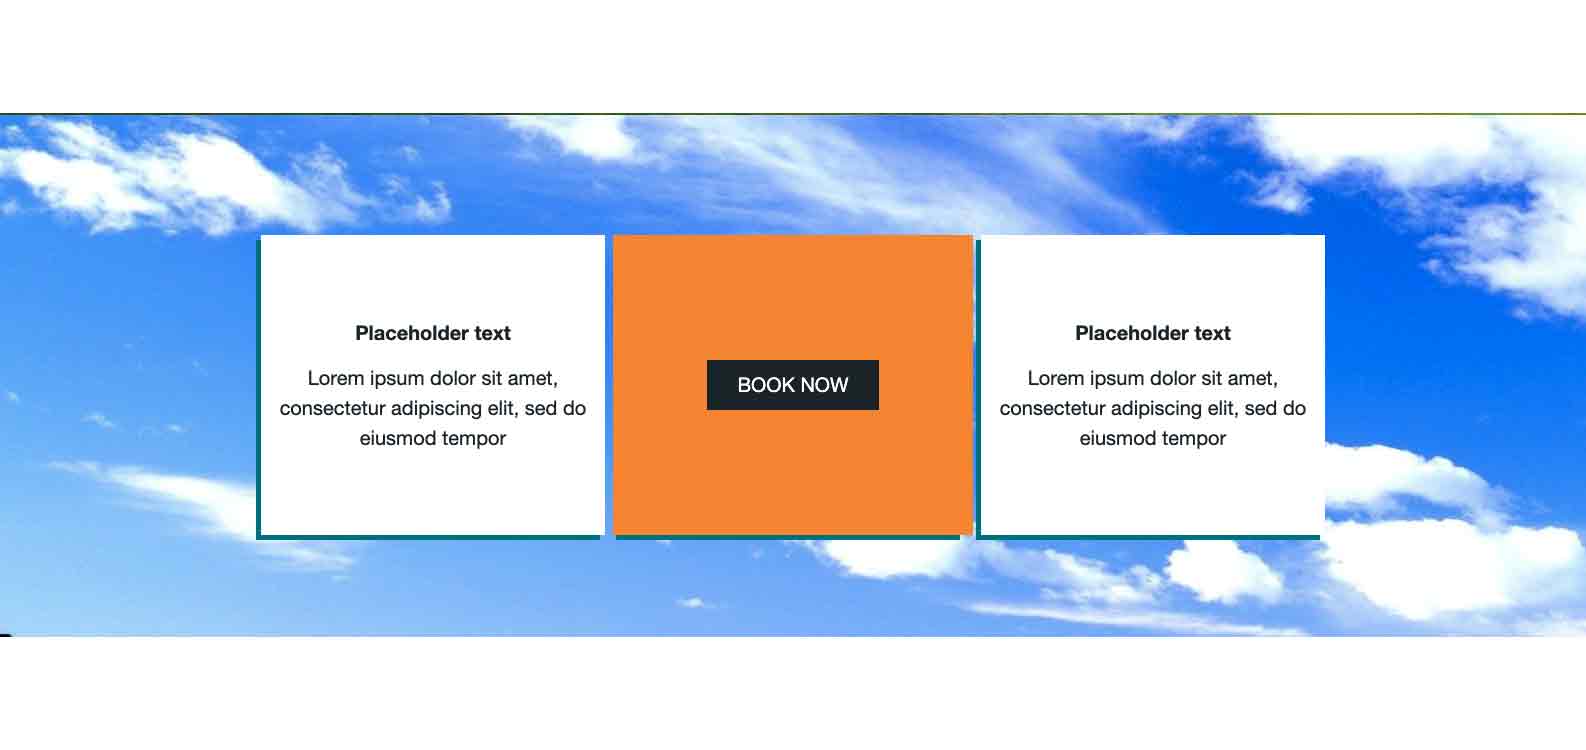 Placeholder text
Lorem ipsum dolor sit amet,
consectetur adipiscing elit, sed do
eiusmod tempor
BOOK NOW
Placeholder text
Lorem ipsum dolor sit amet,
consectetur adipiscing elit, sed do
eiusmod tempor